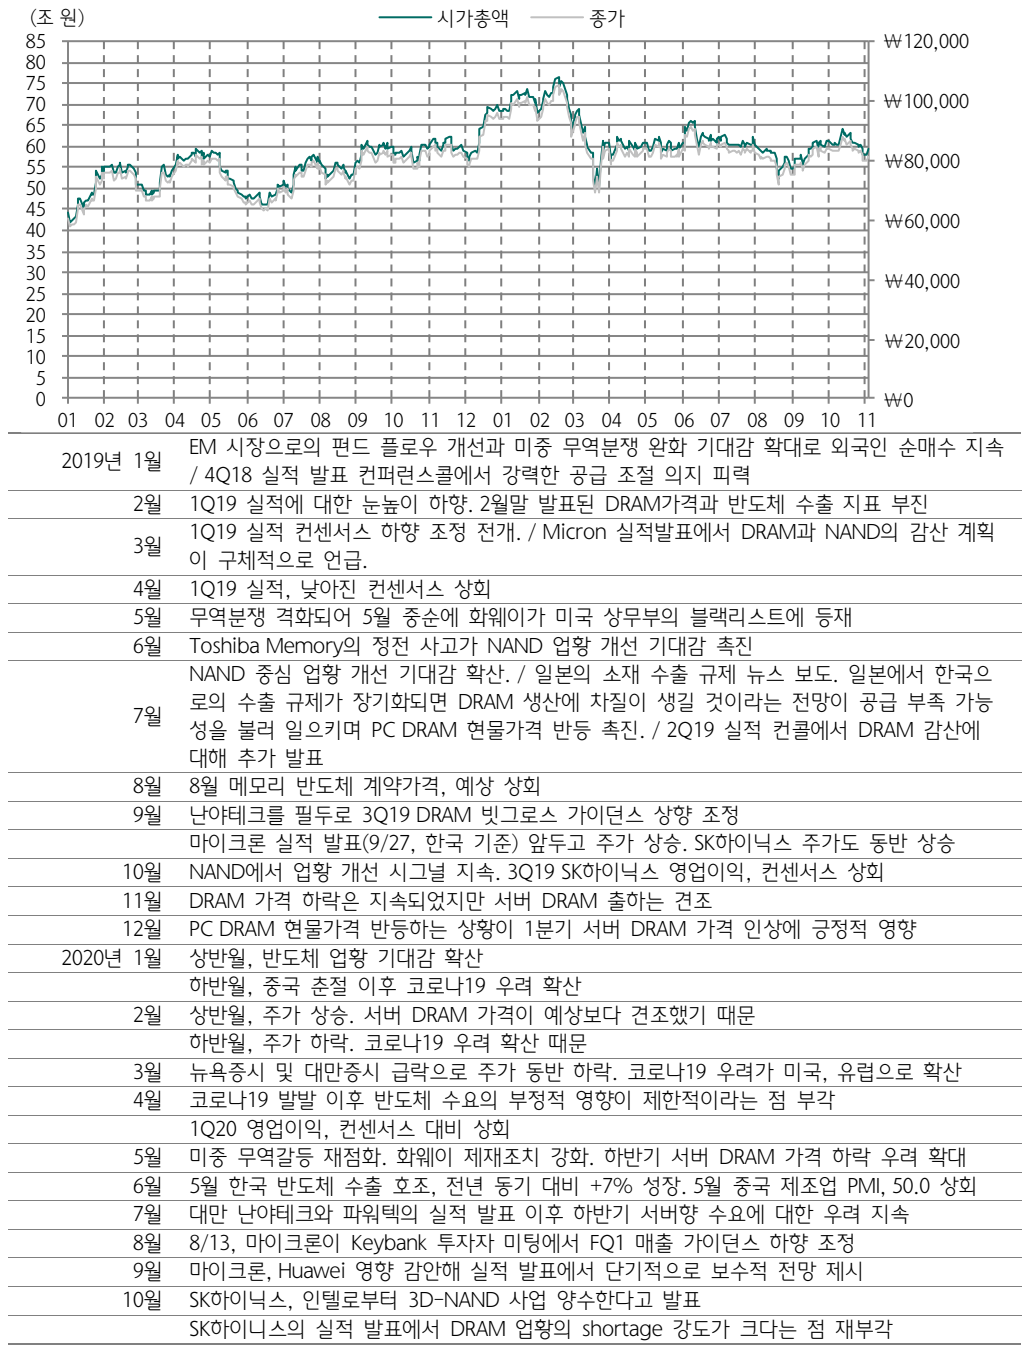 (조 원)
시가총액 종가
85 ₩120,000
80
75
70 ₩100,000
65
60 ₩80,000
55
50
45 ₩60,000
40
35
30 ₩40,000
25
20
15 ₩20,000
10
5
0 ₩0
01 02 03 04 05 06 07 08 09 10 11 12 01 02 03 04 05 06 07 08 09 10 11
2019년 1월 EM 시장으로의 펀드 플로우 개선과 미중 무역분쟁 완화 기대감 확대로 외국인 순매수 지속
/ 4Q18 실적 발표 컨퍼런스콜에서 강력한 공급 조절 의지 피력
2월 1Q19 실적에 대한 눈높이 하향. 2월말 발표된 DRAM가격과 반도체 수출 지표 부진
3월 1Q19 실적 컨센서스 하향 조정 전개. / Micron 실적발표에서 DRAM과 NAND의 감산 계획
이 구체적으로 언급.
4월 1Q19 실적, 낮아진 컨센서스 상회
5월 무역분쟁 격화되어 5월 중순에 화웨이가 미국 상무부의 블랙리스트에 등재
6월 Toshiba Memory의 정전 사고가 NAND 업황 개선 기대감 촉진
7월 NAND 중심 업황 개선 기대감 확산. / 일본의 소재 수출 규제 뉴스 보도. 일본에서 한국으
로의 수출 규제가 장기화되면 DRAM 생산에 차질이 생길 것이라는 전망이 공급 부족 가능
성을 불러 일으키며 PC DRAM 현물가격 반등 촉진. / 2Q19 실적 컨콜에서 DRAM 감산에
대해 추가 발표
8월 8월 메모리 반도체 계약가격, 예상 상회
9월 난야테크를 필두로 3Q19 DRAM 빗그로스 가이던스 상향 조정
마이크론 실적 발표(9/27, 한국 기준) 앞두고 주가 상승. SK하이닉스 주가도 동반 상승
10월 NAND에서 업황 개선 시그널 지속. 3Q19 SK하이닉스 영업이익, 컨센서스 상회
11월 DRAM 가격 하락은 지속되었지만 서버 DRAM 출하는 견조
12월 PC DRAM 현물가격 반등하는 상황이 1분기 서버 DRAM 가격 인상에 긍정적 영향
2020년 1월 상반월, 반도체 업황 기대감 확산
하반월, 중국 춘절 이후 코로나19 우려 확산
2월 상반월, 주가 상승. 서버 DRAM 가격이 예상보다 견조했기 때문
하반월, 주가 하락. 코로나19 우려 확산 때문
3월 뉴욕증시 및 대만증시 급락으로 주가 동반 하락. 코로나19 우려가 미국, 유럽으로 확산
4월 코로나19 발발 이후 반도체 수요의 부정적 영향이 제한적이라는 점 부각
1Q20 영업이익, 컨센서스 대비 상회
5월 미중 무역갈등 재점화. 화웨이 제재조치 강화. 하반기 서버 DRAM 가격 하락 우려 확대
6월 5월 한국 반도체 수출 호조, 전년 동기 대비 +7% 성장. 5월 중국 제조업 PMI, 50.0 상회
7월 대만 난야테크와 파워텍의 실적 발표 이후 하반기 서버향 수요에 대한 우려 지속
8월 8/13, 마이크론이 Keybank 투자자 미팅에서 FQ1 매출 가이던스 하향 조정
9월 마이크론, Huawei 영향 감안해 실적 발표에서 단기적으로 보수적 전망 제시
10월 SK하이닉스, 인텔로부터 3D-NAND 사업 양수한다고 발표
SK하이니스의 실적 발표에서 DRAM 업황의 shortage 강도가 크다는 점 재부각